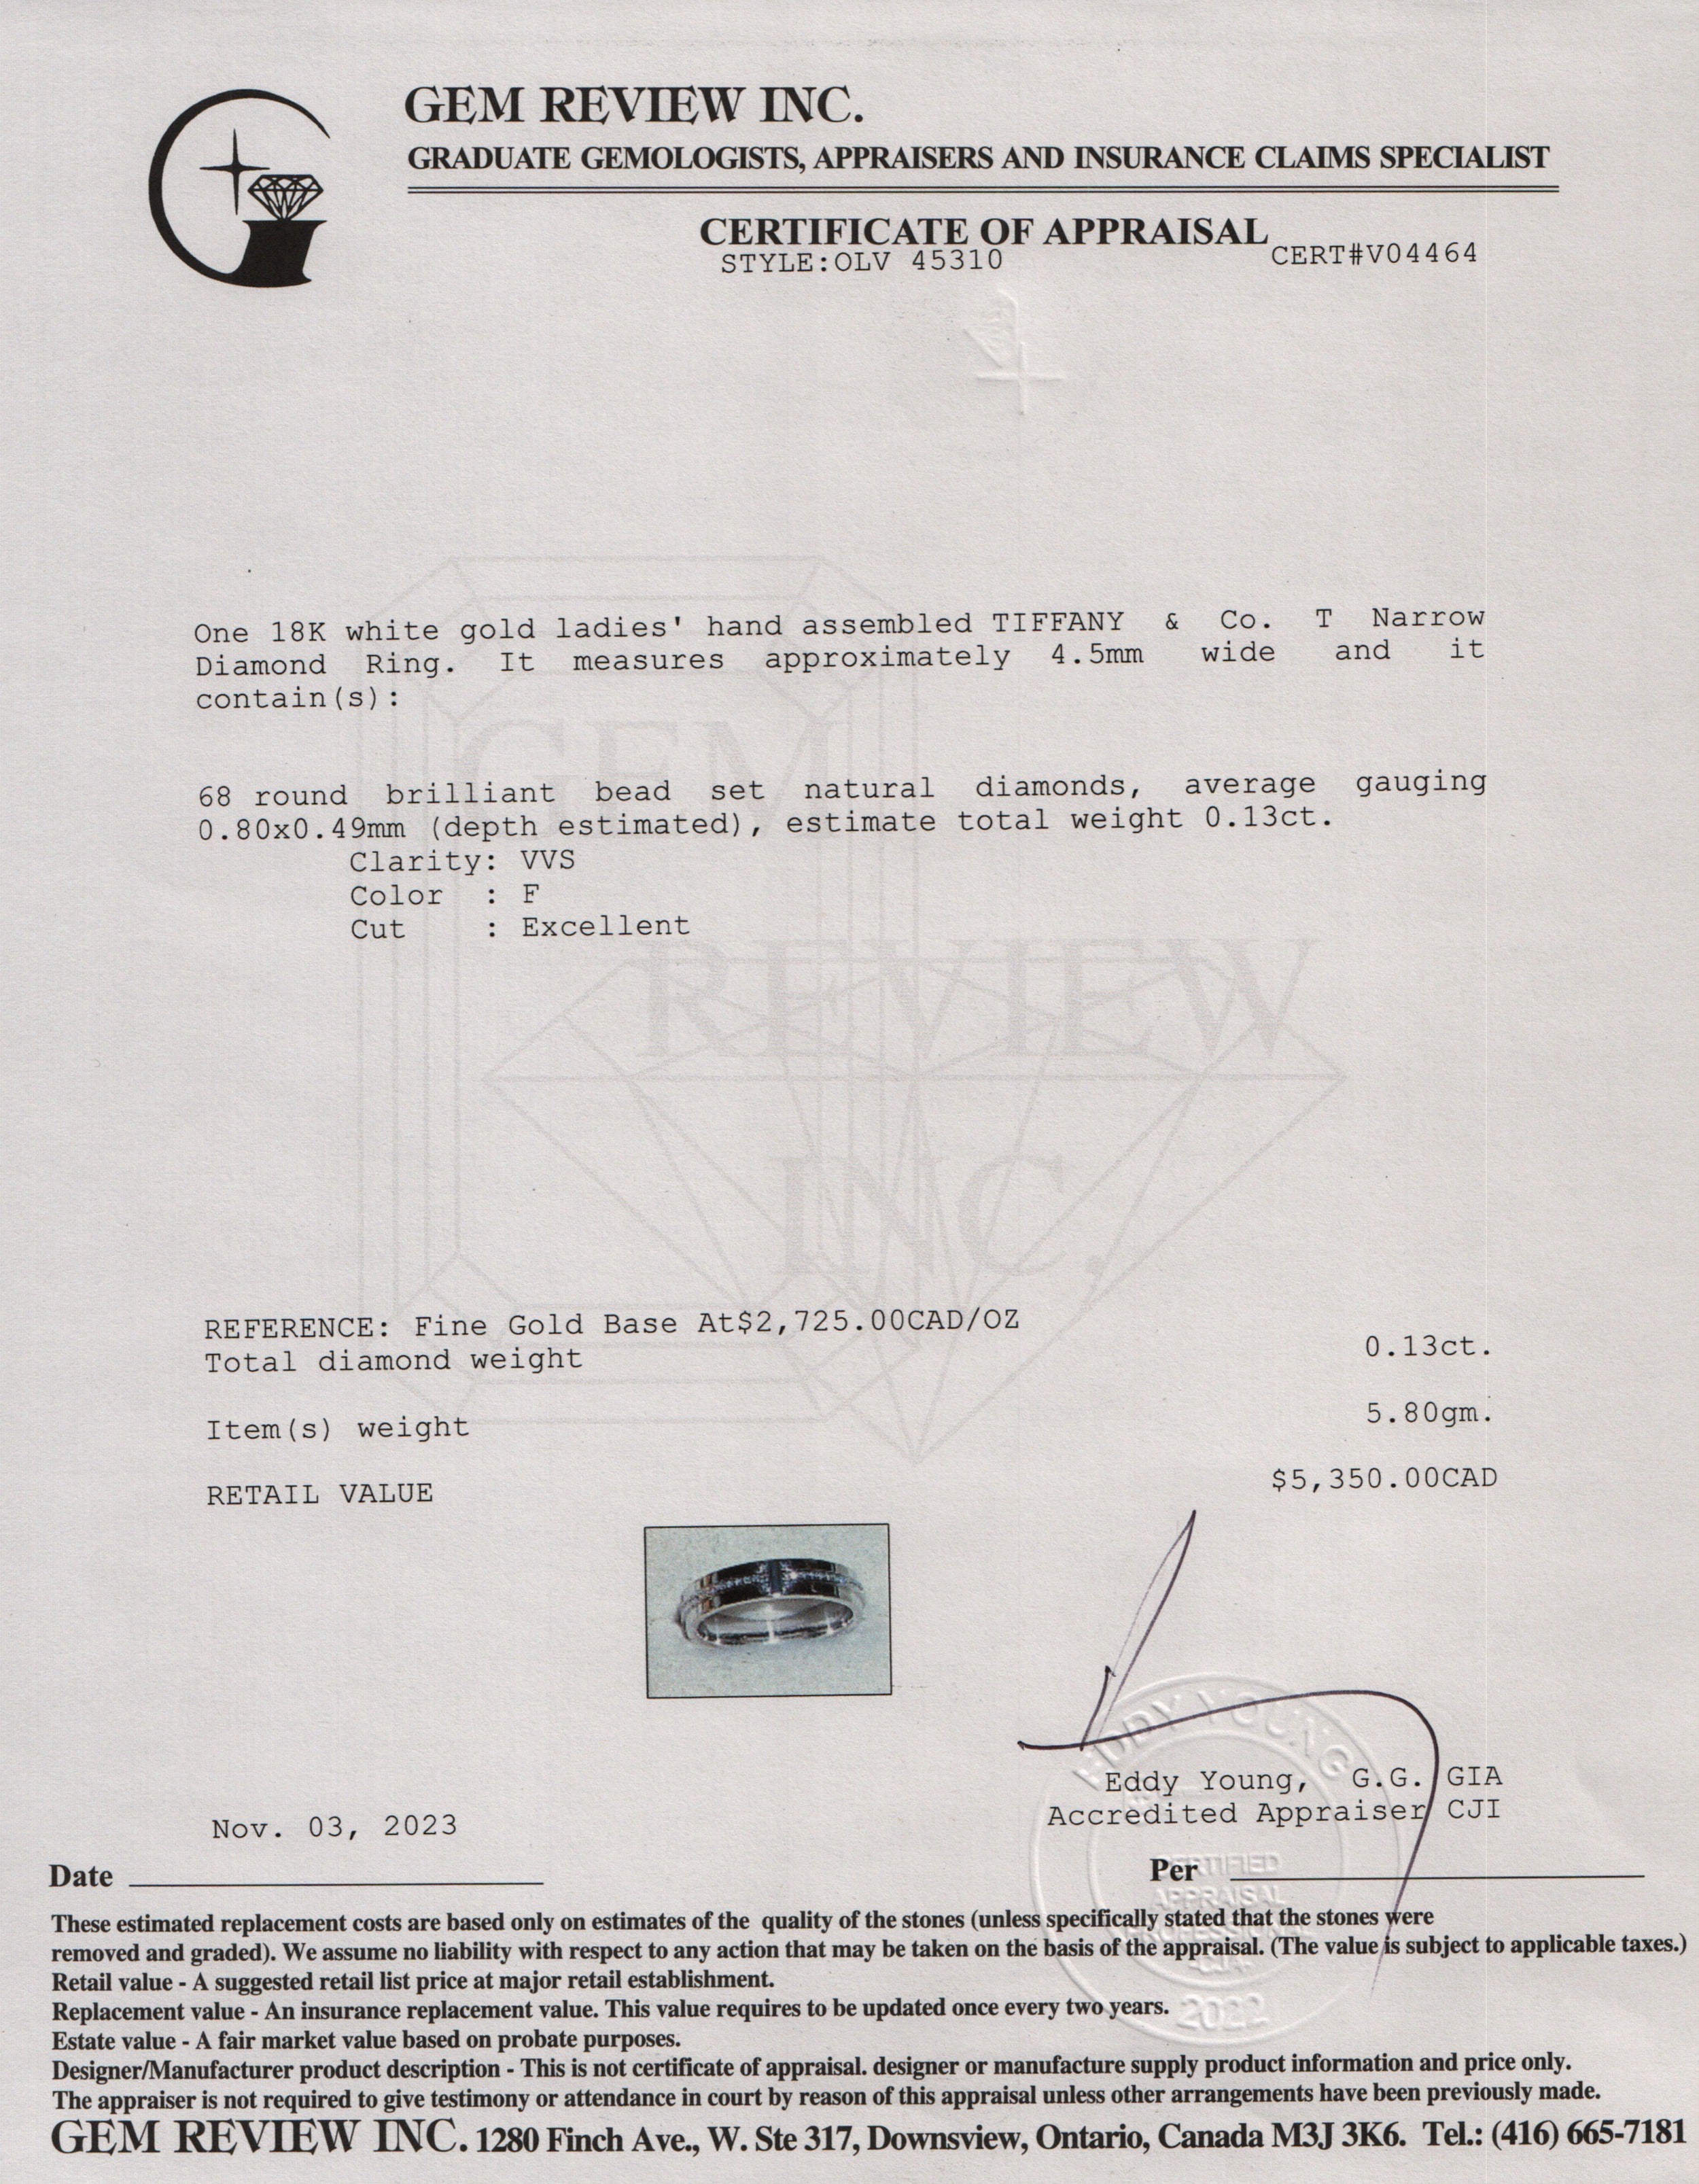 GEM REVIEW INC.
GRADUATE GEMOLOGISTS, APPRAISERS AND INSURANCE CLAIMS SPECIALIST
CERTIFICATE OF APPRAISAL
STYLE:OLV 45310
CERT#V04464
One 18K white gold ladies' hand assembled TIFFANY & Co. T Narrow
Diamond Ring. It measures approximately 4.5mm wide and it
contain(s):
68 round brilliant bead set natural diamonds, average gauging
0.80x0.49mm (depth estimated), estimate total weight 0.13ct.
Clarity: VVS
Color : F
Cut : Excellent
GEM
REVIEW
INC.
REFERENCE: Fine Gold Base At$2,725.00CAD/OZ
Total diamond weight 0.13ct.
Item(s) weight 5.80gm.
RETAIL VALUE $5,350.00CAD
EDDY YOUNG
Eddy Young, G.G. GIA
Accredited Appraiser CJI
Nov. 03, 2023
Date
Per
CERTIFIED
APPRAISAL
PROFESSIONAL
2022
These estimated replacement costs are based only on estimates of the quality of the stones (unless specifically stated that the stones were
removed and graded). We assume no liability with respect to any action that may be taken on the basis of the appraisal. (The value is subject to applicable taxes.)
Retail value - A suggested retail list price at major retail establishment.
Replacement value - An insurance replacement value. This value requires to be updated once every two years.
Estate value - A fair market value based on probate purposes.
Designer/Manufacturer product description - This is not certificate of appraisal. designer or manufacture supply product information and price only.
The appraiser is not required to give testimony or attendance in court by reason of this appraisal unless other arrangements have been previously made.
GEM REVIEW INC. 1280 Finch Ave., W. Ste 317, Downsview, Ontario, Canada M3J 3K6. Tel.: (416) 665-7181